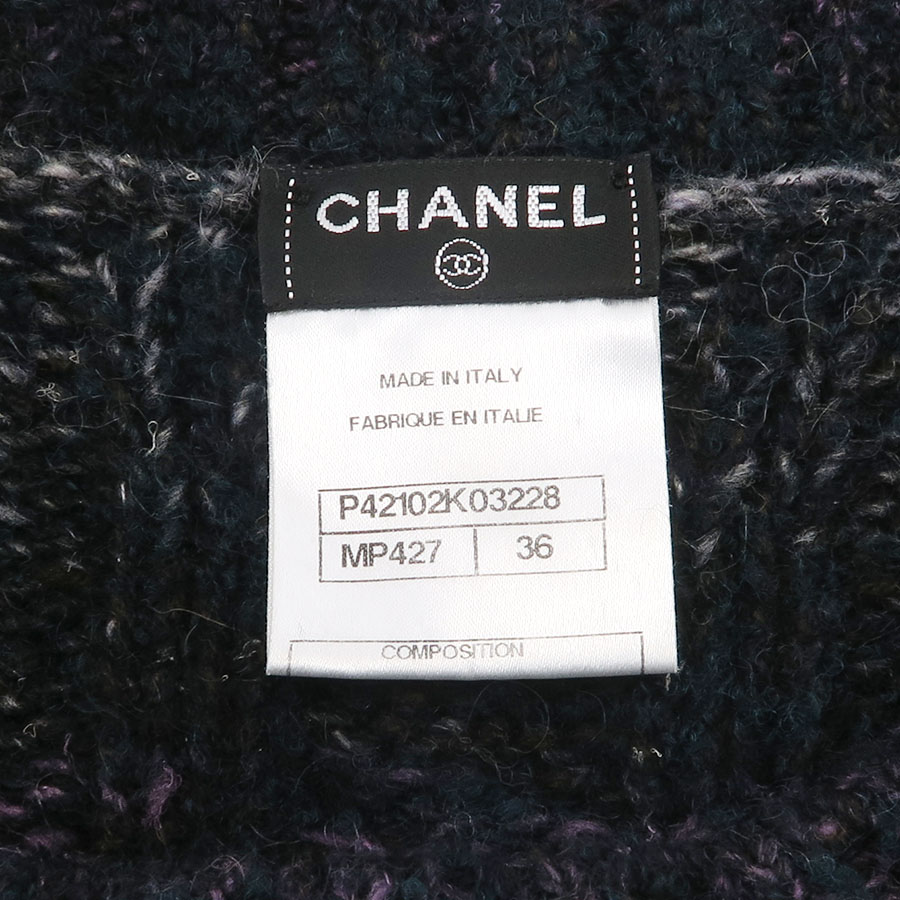 CHANEL
MADE IN ITALY
FABRIQUE EN ITALIE
P42102K03228
MP427 36
COMPOSITION